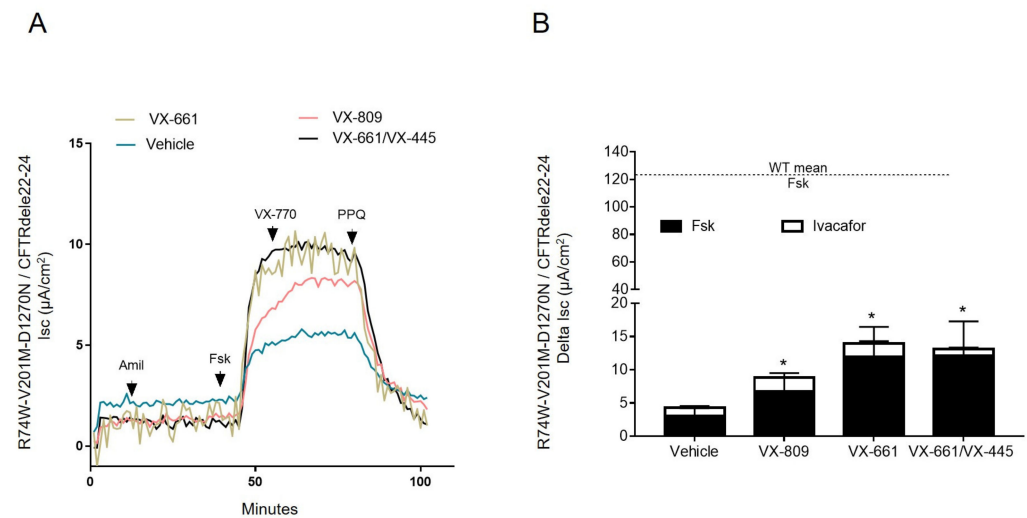 A
VX-661
VX-809
Vehicle
VX-661/VX-445
R74W-V201M-D1270N / CFTRdele22-24
Isc (µA/cm2)
15
10
5
0
VX-770
PPQ
Amil
Fsk
0
50
100
Minutes
B
R74W-V201M-D1270N / CFTRdele22-24
Delta Isc (µA/cm2)
140
120
100
80
60
40
20
15
10
5
0
WT mean
Fsk
Fsk
Ivacafor
*
*
*
Vehicle
VX-809
VX-661
VX-661/VX-445